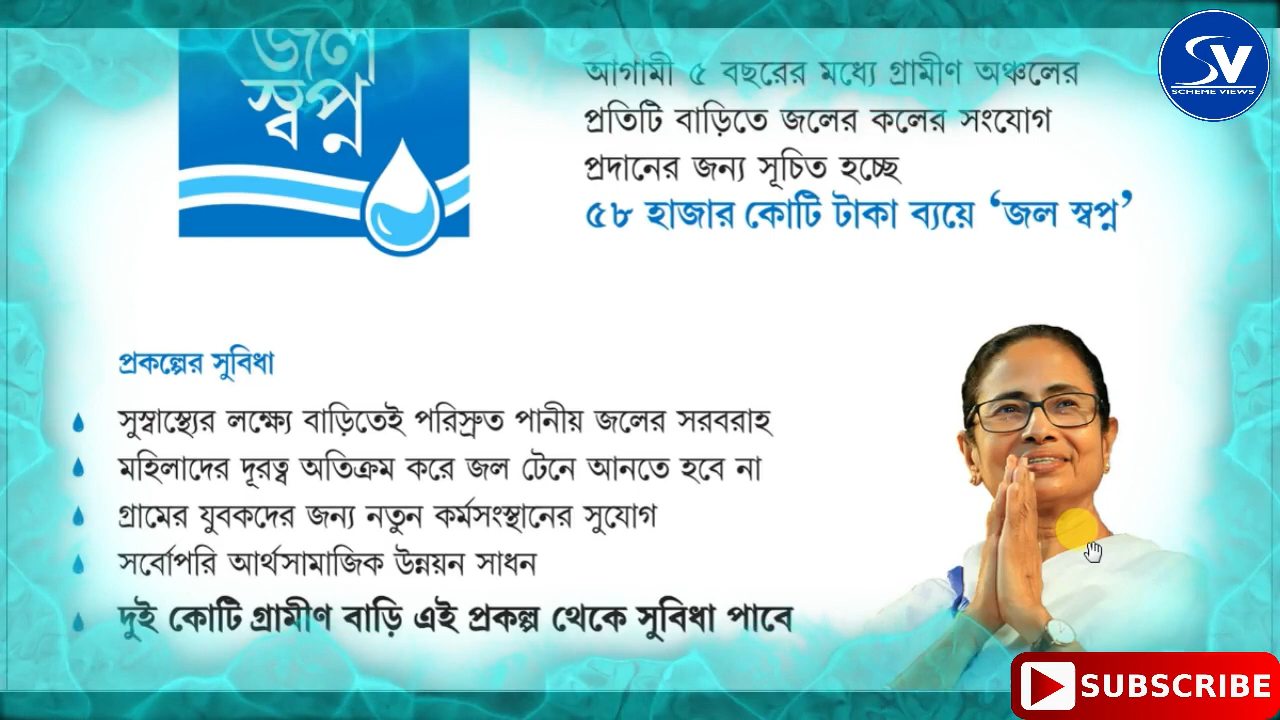 জল
স্বপ্ন
আগামী ৫ বছরের মধ্যে গ্রামীণ অঞ্চলের
প্রতিটি বাড়িতে জলের কলের সংযোগ
প্রদানের জন্য সূচিত হচ্ছে
৫৮ হাজার কোটি টাকা ব্যয়ে ‘জল স্বপ্ন’
SV
SCHEME VIEWS
প্রকল্পের সুবিধা
সুস্বাস্থ্যের লক্ষ্যে বাড়িতেই পরিস্রুত পানীয় জলের সরবরাহ
মহিলাদের দূরত্ব অতিক্রম করে জল টেনে আনতে হবে না
গ্রামের যুবকদের জন্য নতুন কর্মসংস্থানের সুযোগ
সর্বোপরি আর্থসামাজিক উন্নয়ন সাধন
দুই কোটি গ্রামীণ বাড়ি এই প্রকল্প থেকে সুবিধা পাবে
SUBSCRIBE